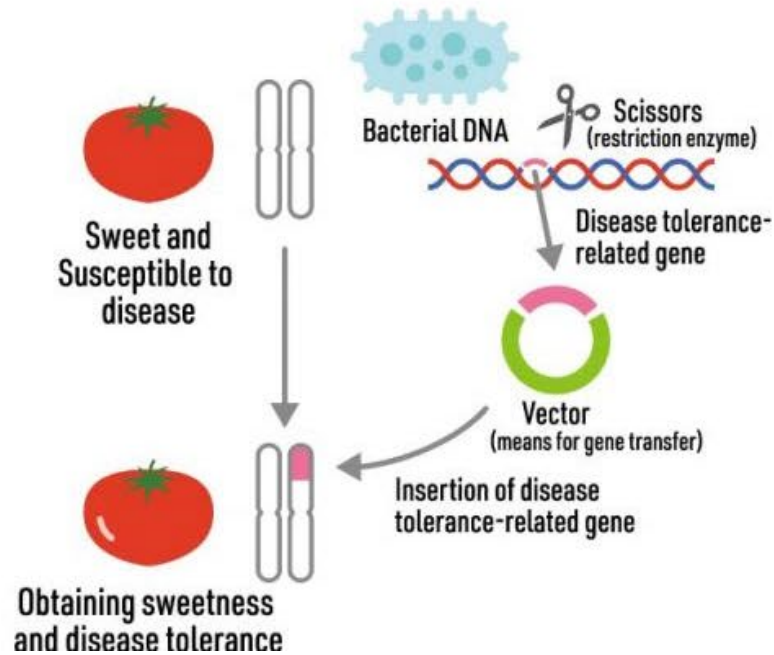 Bacterial DNA
Scissors
(restriction enzyme)
Sweet and
Susceptible to
disease
Disease tolerance-
related gene
Vector
(means for gene transfer)
Insertion of disease
tolerance-related gene
Obtaining sweetness
and disease tolerance